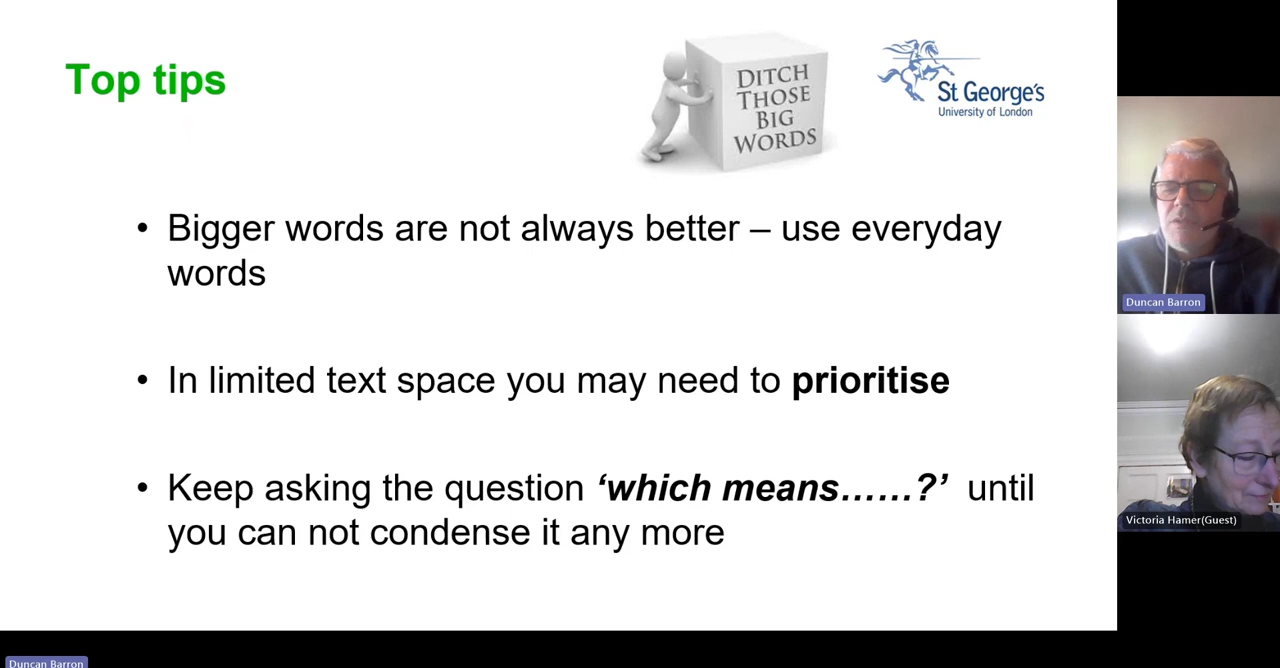 Top tips
DITCH
THOSE
BIG
WORDS
St George's
University of London
• Bigger words are not always better – use everyday
words
• In limited text space you may need to prioritise
• Keep asking the question ‘which means……?’ until
you can not condense it any more
Duncan Barron
Victoria Hamer(Guest)
Duncan Barron